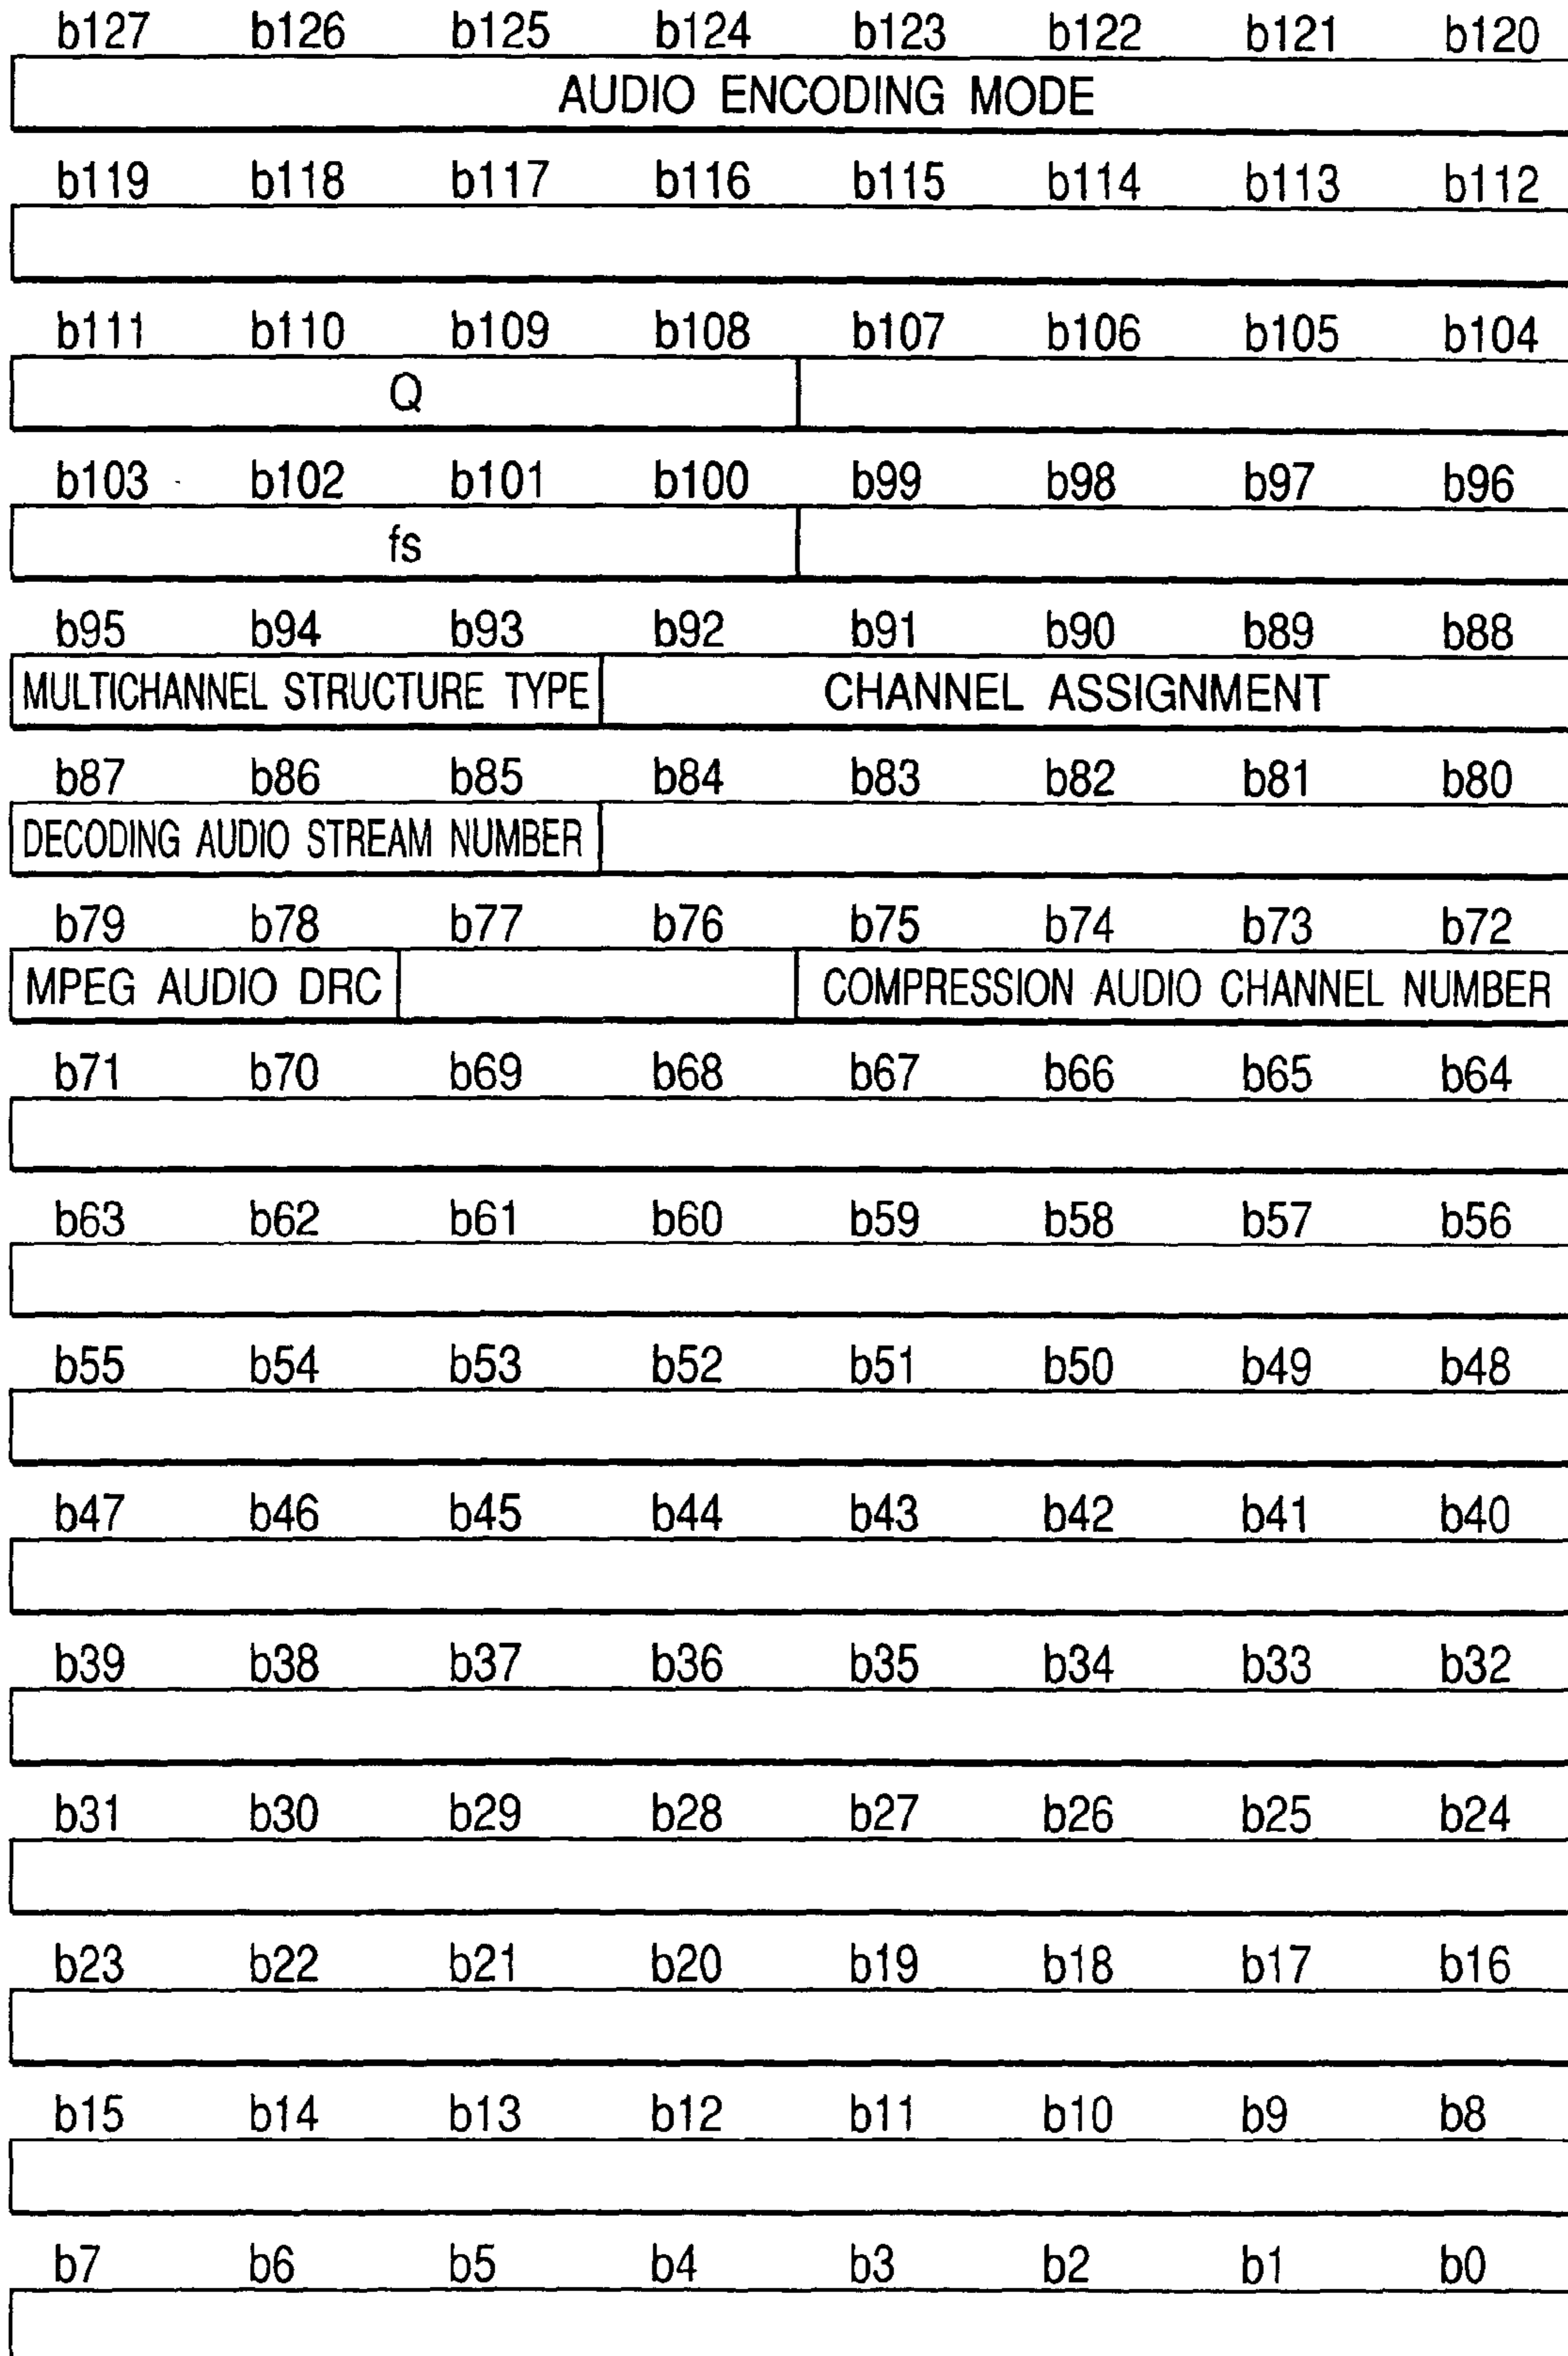 b127 b126 b125 b124 b123 b122 b121 b120
AUDIO ENCODING MODE
b119 b118 b117 b116 b115 b114 b113 b112
b111 b110 b109 b108 b107 b106 b105 b104
Q
b103 b102 b101 b100 b99 b98 b97 b96
fs
b95 b94 b93 b92 b91 b90 b89 b88
MULTICHANNEL STRUCTURE TYPE CHANNEL ASSIGNMENT
b87 b86 b85 b84 b83 b82 b81 b80
DECODING AUDIO STREAM NUMBER
b79 b78 b77 b76 b75 b74 b73 b72
MPEG AUDIO DRC COMPRESSION AUDIO CHANNEL NUMBER
b71 b70 b69 b68 b67 b66 b65 b64
b63 b62 b61 b60 b59 b58 b57 b56
b55 b54 b53 b52 b51 b50 b49 b48
b47 b46 b45 b44 b43 b42 b41 b40
b39 b38 b37 b36 b35 b34 b33 b32
b31 b30 b29 b28 b27 b26 b25 b24
b23 b22 b21 b20 b19 b18 b17 b16
b15 b14 b13 b12 b11 b10 b9 b8
b7 b6 b5 b4 b3 b2 b1 b0